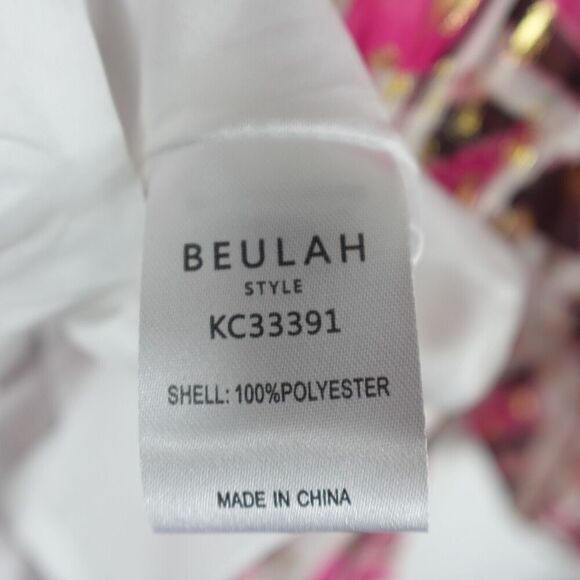 BEULAH
STYLE
KC33391
SHELL: 100%POLYESTER
MADE IN CHINA